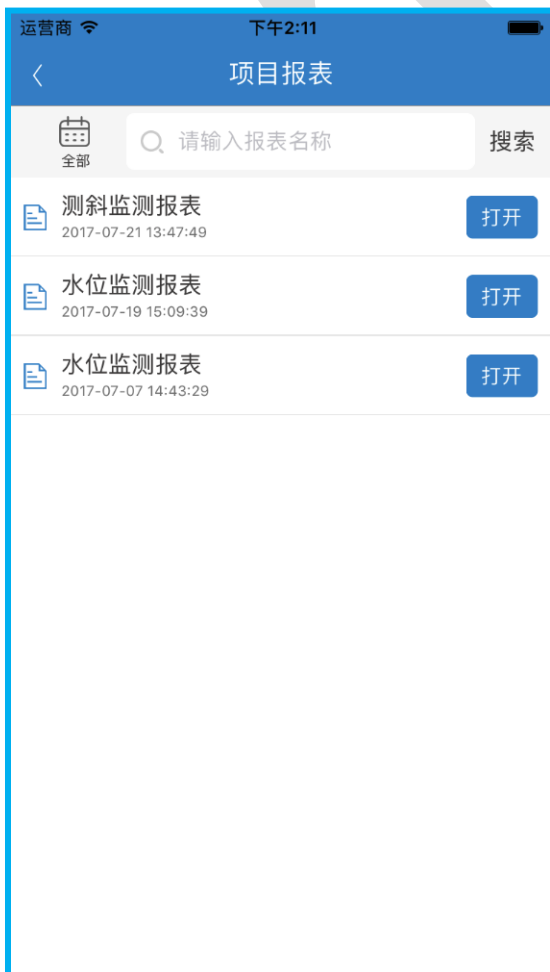 运营商 下午2:11
项目报表
全部 请输入报表名称 搜索
测斜监测报表
2017-07-21 13:47:49
打开
水位监测报表
2017-07-19 15:09:39
打开
水位监测报表
2017-07-07 14:43:29
打开